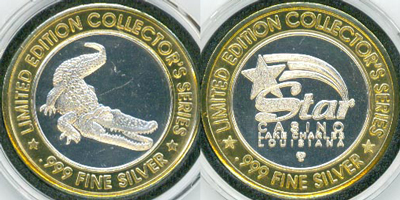 LIMITED EDITION COLLECTOR'S SERIES
.999 FINE SILVER
LIMITED EDITION COLLECTOR'S SERIES
Star
CASINO
LAKE CHARLES
LOUISIANA
.999 FINE SILVER